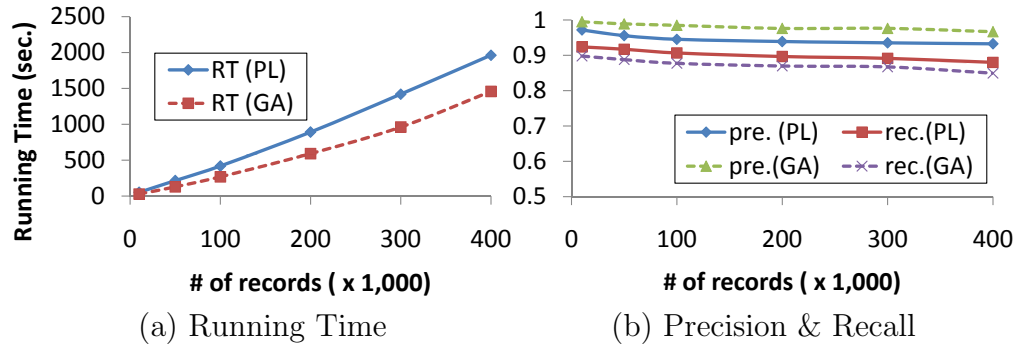 Running Time (sec.)
2500
2000
1500
1000
500
0
RT (PL)
RT (GA)
0 100 200 300 400
# of records ( x 1,000)
(a) Running Time
1
0.9
0.8
0.7
0.6
0.5
pre. (PL) rec.(PL)
pre.(GA) rec.(GA)
0 100 200 300 400
# of records ( x 1,000)
(b) Precision & Recall